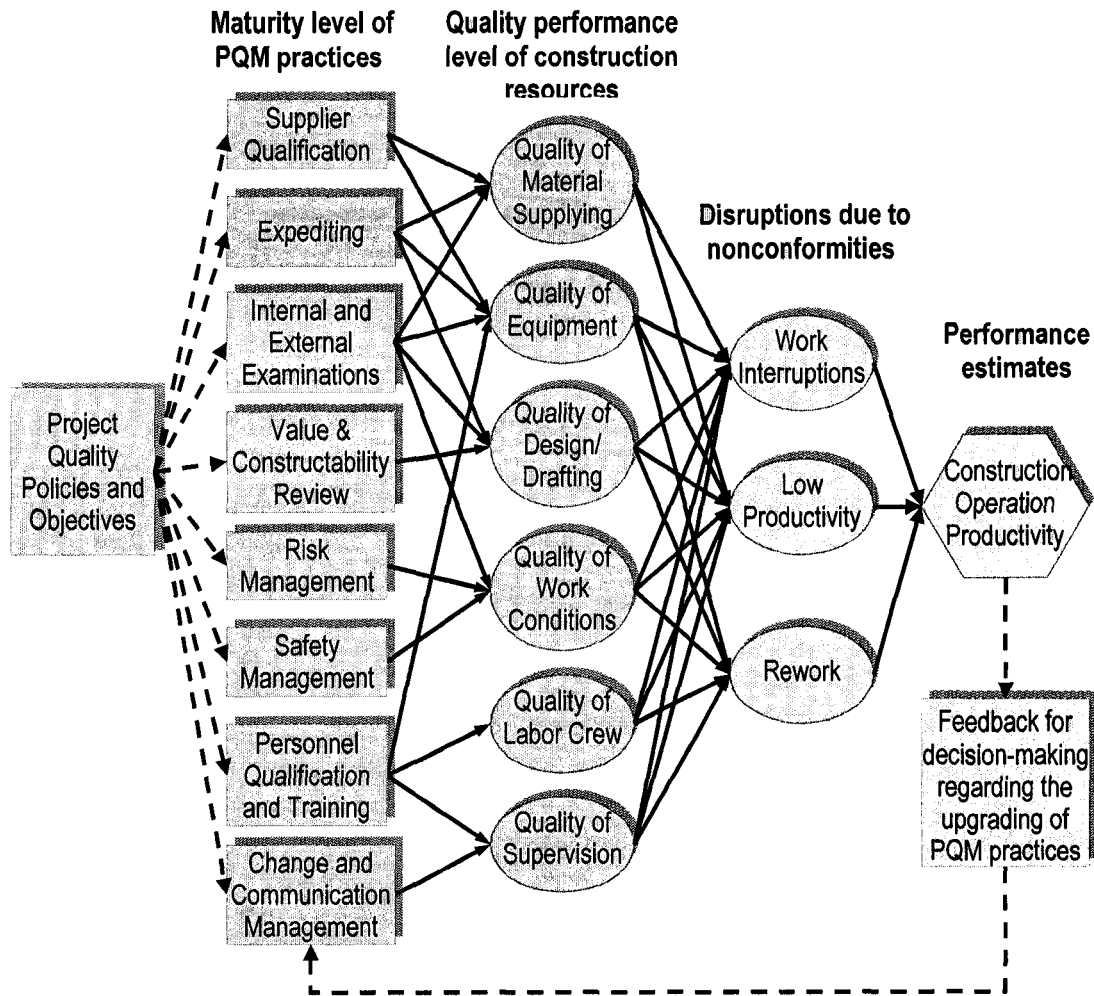 Maturity level of
PQM practices
Quality performance
level of construction
resources
Disruptions due to
nonconformities
Performance
estimates
Project
Quality
Policies and
Objectives
Supplier
Qualification
Expediting
Internal and
External
Examinations
Value &
Constructability
Review
Risk
Management
Safety
Management
Personnel
Qualification
and Training
Change and
Communication
Management
Quality of
Material
Supplying
Quality of
Equipment
Quality of
Design/
Drafting
Quality of
Work
Conditions
Quality of
Labor Crew
Quality of
Supervision
Work
Interruptions
Low
Productivity
Rework
Construction
Operation
Productivity
Feedback for
decision-making
regarding the
upgrading of
PQM practices